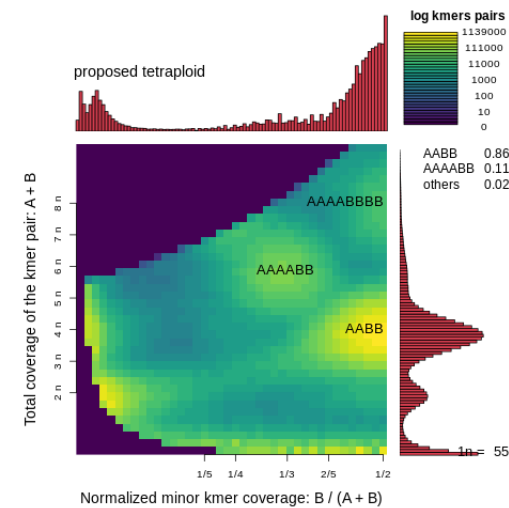 log kmers pairs
1139000
111000
11000
1000
100
10
0
proposed tetraploid
AABB 0.86
AAAABB 0.11
others 0.02
Total coverage of the kmer pair: A + B
8 n
7 n
6 n
5 n
4 n
3 n
2 n
AAAABBBB
AAAABB
AABB
1n = 55
1/5 1/4 1/3 2/5 1/2
Normalized minor kmer coverage: B / (A + B)